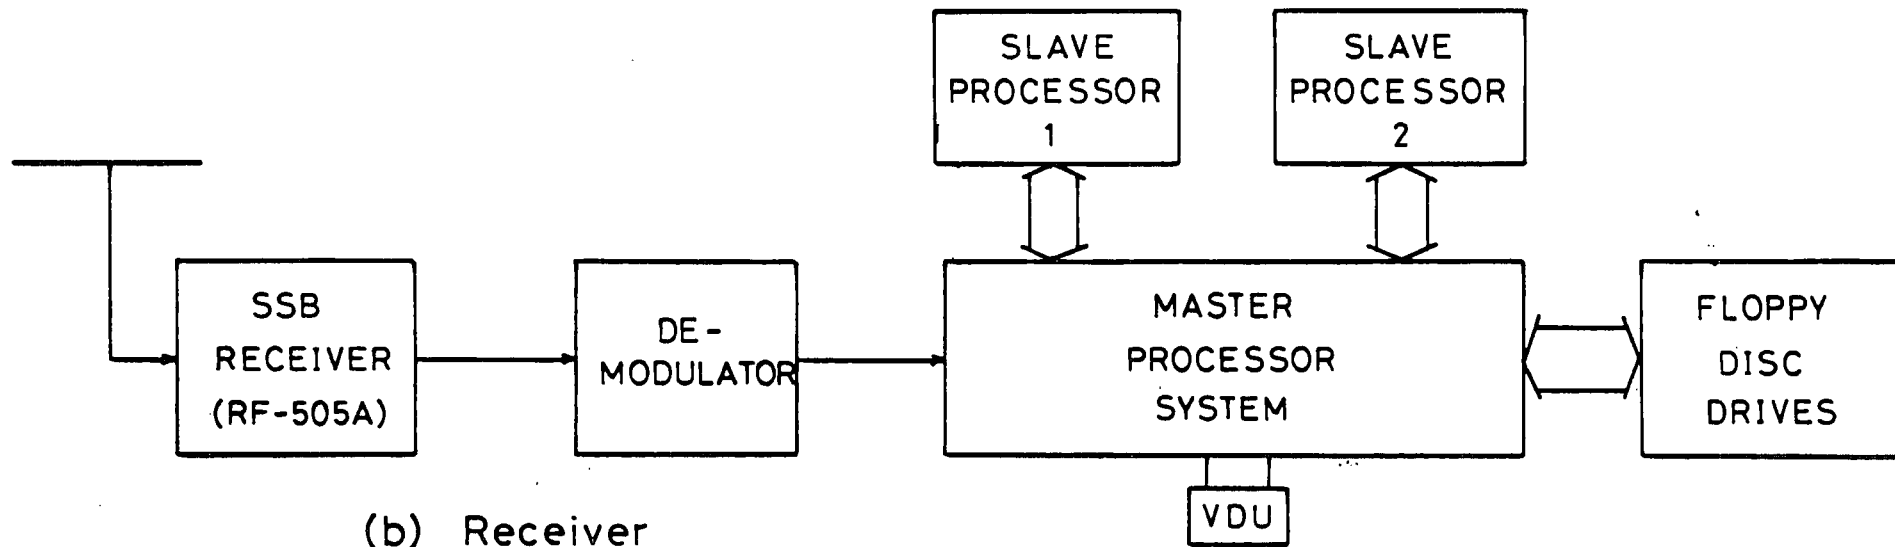 SLAVE
PROCESSOR
1
SLAVE
PROCESSOR
2
SSB
RECEIVER
(RF-505A)
DE-
MODULATOR
MASTER
PROCESSOR
SYSTEM
FLOPPY
DISC
DRIVES
VDU
(b) Receiver